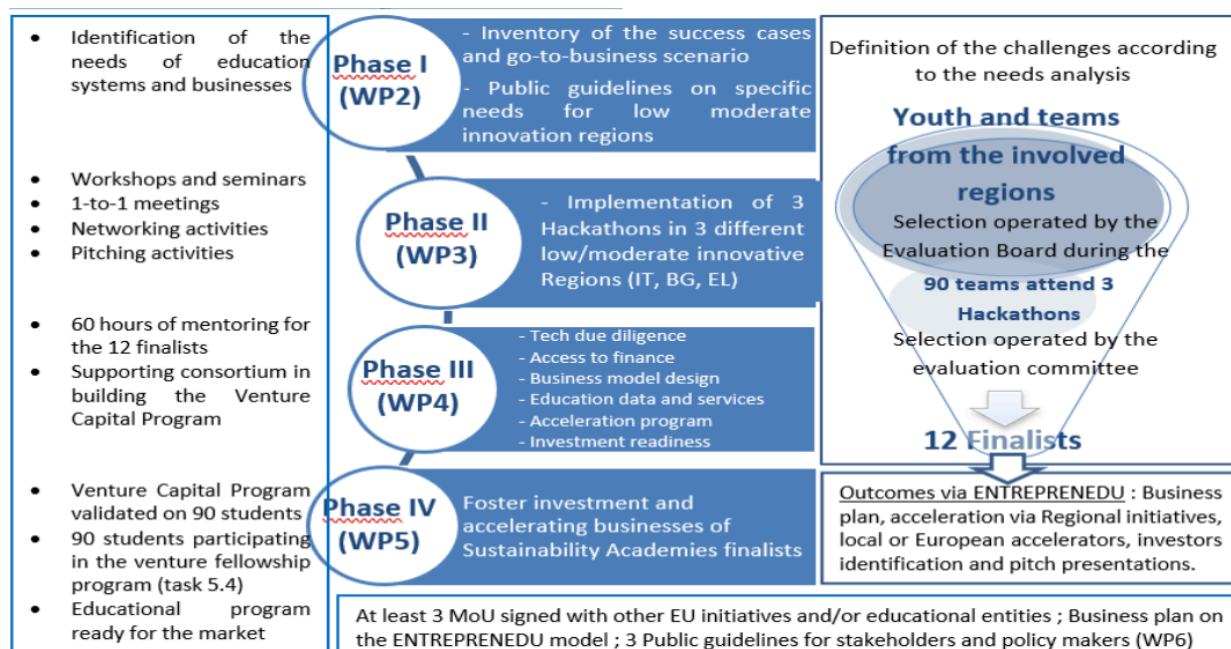 • Identification of the
needs of education
systems and businesses
• Workshops and seminars
• 1-to-1 meetings
• Networking activities
• Pitching activities
• 60 hours of mentoring for
the 12 finalists
• Supporting consortium in
building the Venture
Capital Program
• Venture Capital Program
validated on 90 students
• 90 students participating
in the venture fellowship
program (task 5.4)
• Educational program
ready for the market
Phase I
(WP2)
- Inventory of the success cases
and go-to-business scenario
- Public guidelines on specific
needs for low moderate
innovation regions
Phase II
(WP3)
- Implementation of 3
Hackathons in 3 different
low/moderate innovative
Regions (IT, BG, EL)
Phase III
(WP4)
- Tech due diligence
- Access to finance
- Business model design
- Education data and services
- Acceleration program
- Investment readiness
Phase IV
(WP5)
Foster investment and
accelerating businesses of
Sustainability Academies finalists
Definition of the challenges according
to the needs analysis
Youth and teams
from the involved
regions
Selection operated by the
Evaluation Board during the
90 teams attend 3
Hackathons
Selection operated by the
evaluation committee
12 Finalists
Outcomes via ENTREPRENEDU : Business
plan, acceleration via Regional initiatives,
local or European accelerators, investors
identification and pitch presentations.
At least 3 MoU signed with other EU initiatives and/or educational entities ; Business plan on
the ENTREPRENEDU model ; 3 Public guidelines for stakeholders and policy makers (WP6)